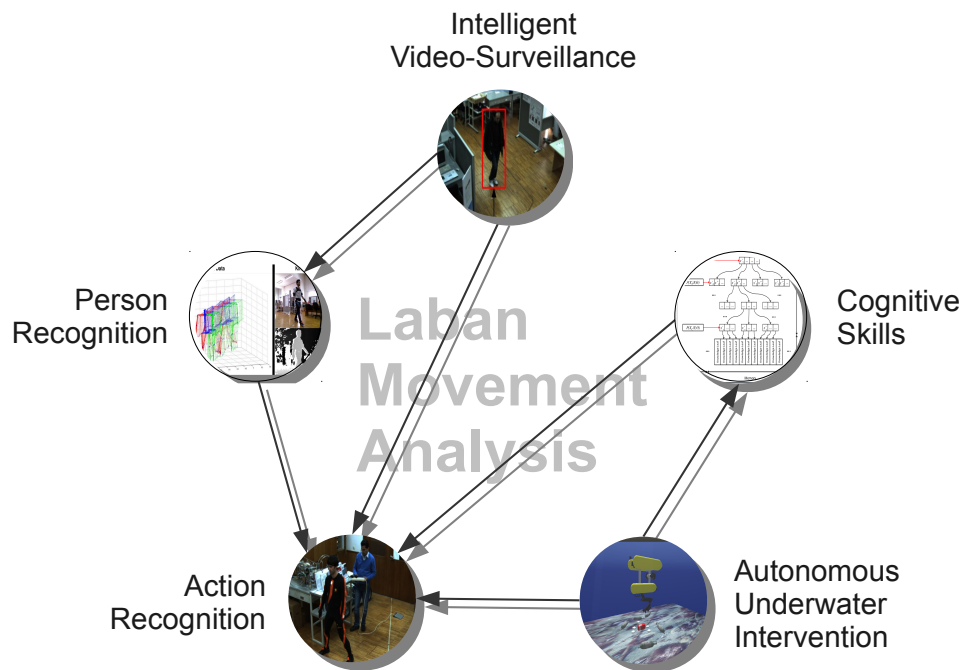 Intelligent
Video-Surveillance
Person
Recognition
Laban
Movement
Analysis
Cognitive
Skills
Action
Recognition
Autonomous
Underwater
Intervention